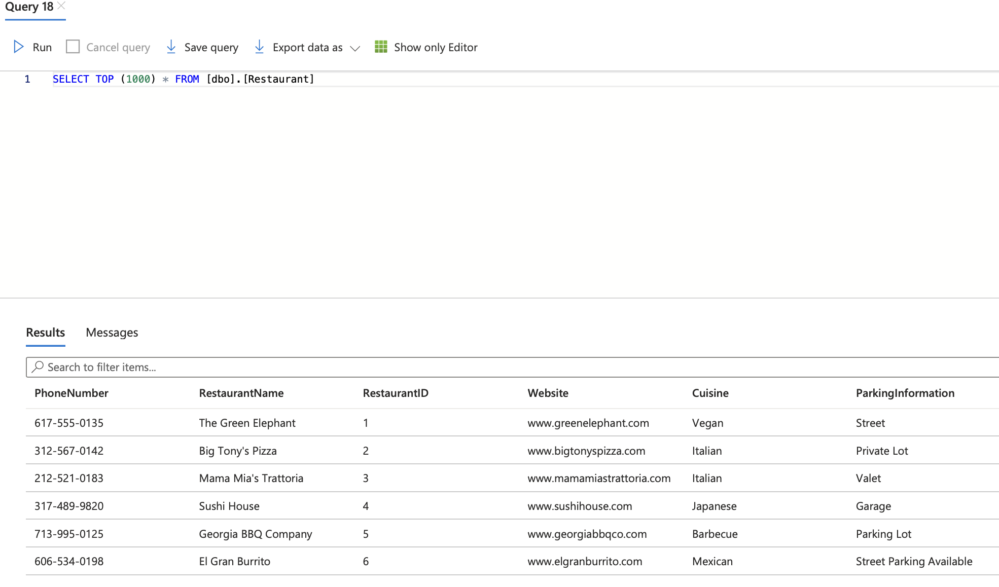 Query 18
Run Cancel query Save query Export data as Show only Editor
1 SELECT TOP (1000) * FROM [dbo].[Restaurant]
Results Messages
Search to filter items...
PhoneNumber RestaurantName RestaurantID Website Cuisine ParkingInformation
617-555-0135 The Green Elephant 1 www.greenelephant.com Vegan Street
312-567-0142 Big Tony's Pizza 2 www.bigtonyspizza.com Italian Private Lot
212-521-0183 Mama Mia's Trattoria 3 www.mamamiastrattoria.com Italian Valet
317-489-9820 Sushi House 4 www.sushihouse.com Japanese Garage
713-995-0125 Georgia BBQ Company 5 www.georgiabbqco.com Barbecue Parking Lot
606-534-0198 El Gran Burrito 6 www.elgranburrito.com Mexican Street Parking Available